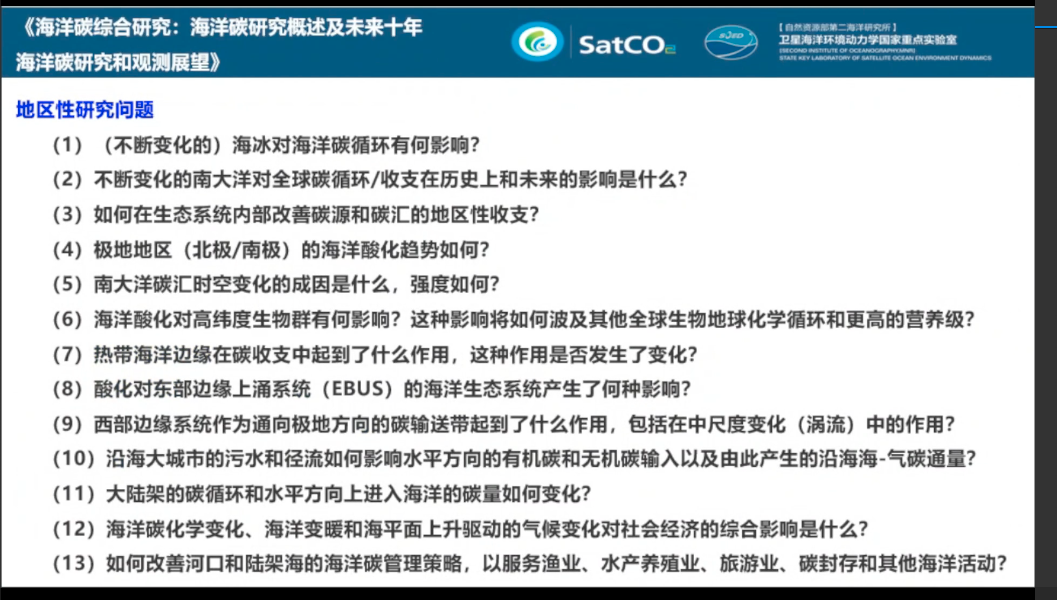 《海洋碳综合研究：海洋碳研究概述及未来十年
海洋碳研究和观测展望》
SatCO
SOED
[ 自然资源部第二海洋研究所 ]
卫星海洋环境动力学国家重点实验室
(SECOND INSTITUTE OF OCEANOGRAPHY,MNR)
STATE KEY LABORATORY OF SATELLITE OCEAN ENVIRONMENT DYNAMICS
地区性研究问题
（1）（不断变化的）海冰对海洋碳循环有何影响？
（2）不断变化的南大洋对全球碳循环/收支在历史上和未来的影响是什么？
（3）如何在生态系统内部改善碳源和碳汇的地区性收支？
（4）极地地区（北极/南极）的海洋酸化趋势如何？
（5）南大洋碳汇时空变化的成因是什么，强度如何？
（6）海洋酸化对高纬度生物群有何影响？这种影响将如何波及其他全球生物地球化学循环和更高的营养级？
（7）热带海洋边缘在碳收支中起到了什么作用，这种作用是否发生了变化？
（8）酸化对东部边缘上涌系统（EBUS）的海洋生态系统产生了何种影响？
（9）西部边缘系统作为通向极地方向的碳输送带起到了什么作用，包括在中尺度变化（涡流）中的作用？
（10）沿海大城市的污水和径流如何影响水平方向的有机碳和无机碳输入以及由此产生的沿海海-气碳通量？
（11）大陆架的碳循环和水平方向上进入海洋的碳量如何变化？
（12）海洋碳化学变化、海洋变暖和海平面上升驱动的气候变化对社会经济的综合影响是什么？
（13）如何改善河口和陆架海的海洋碳管理策略，以服务渔业、水产养殖业、旅游业、碳封存和其他海洋活动？